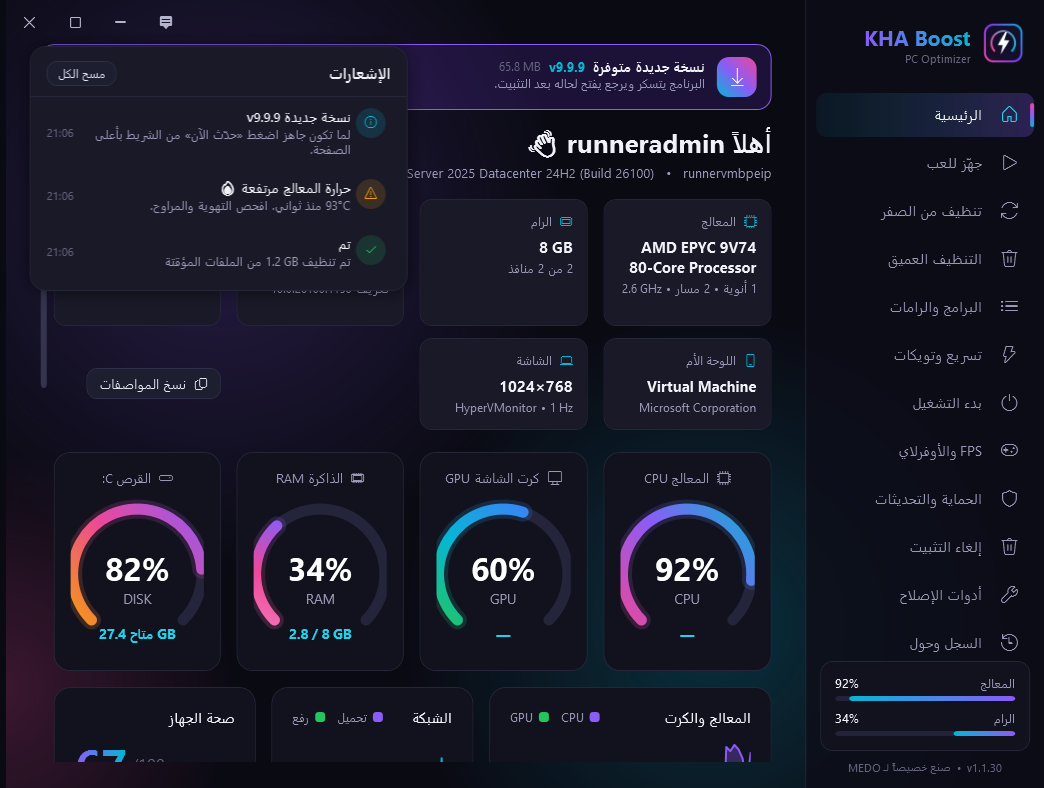 KHA Boost
PC Optimizer
الرئيسية
جهّز للعب
تنظيف من الصفر
التنظيف العميق
البرامج والرامات
تسريع وتويكات
بدء التشغيل
FPS والأوفرلاي
الحماية والتحديثات
إلغاء التثبيت
أدوات الإصلاح
السجل وحول
المعالج 92%
الرام 34%
v1.1.30 • صنع خصيصاً لـ MEDO
نسخة جديدة متوفرة v9.9.9 65.8 MB
البرنامج يتسكر ويرجع يفتح لحاله بعد التثبيت.
الإشعارات
مسح الكل
نسخة جديدة v9.9.9
لما تكون جاهز اضغط «حدّث الآن» من الشريط بأعلى
الصفحة.
21:06
حرارة المعالج مرتفعة
93°C منذ ثواني. افحص التهوية والمراوح.
21:06
تم
تم تنظيف 1.2 GB من الملفات المؤقتة
21:06
أهلاً runneradmin
runnervmbpeip • Server 2025 Datacenter 24H2 (Build 26100)
المعالج
AMD EPYC 9V74
80-Core Processor
1 أنوية • 2 مسار • 2.6 GHz
الرام
8 GB
2 من 2 منافذ
اللوحة الأم
Virtual Machine
Microsoft Corporation
الشاشة
1024×768
HyperVMonitor • 1 Hz
نسخ المواصفات
المعالج CPU
92%
CPU
—
كرت الشاشة GPU
60%
GPU
—
الذاكرة RAM
34%
RAM
2.8 / 8 GB
القرص C:
82%
DISK
27.4 GB متاح
المعالج والكرت
CPU
GPU
الشبكة
تحميل
رفع
صحة الجهاز